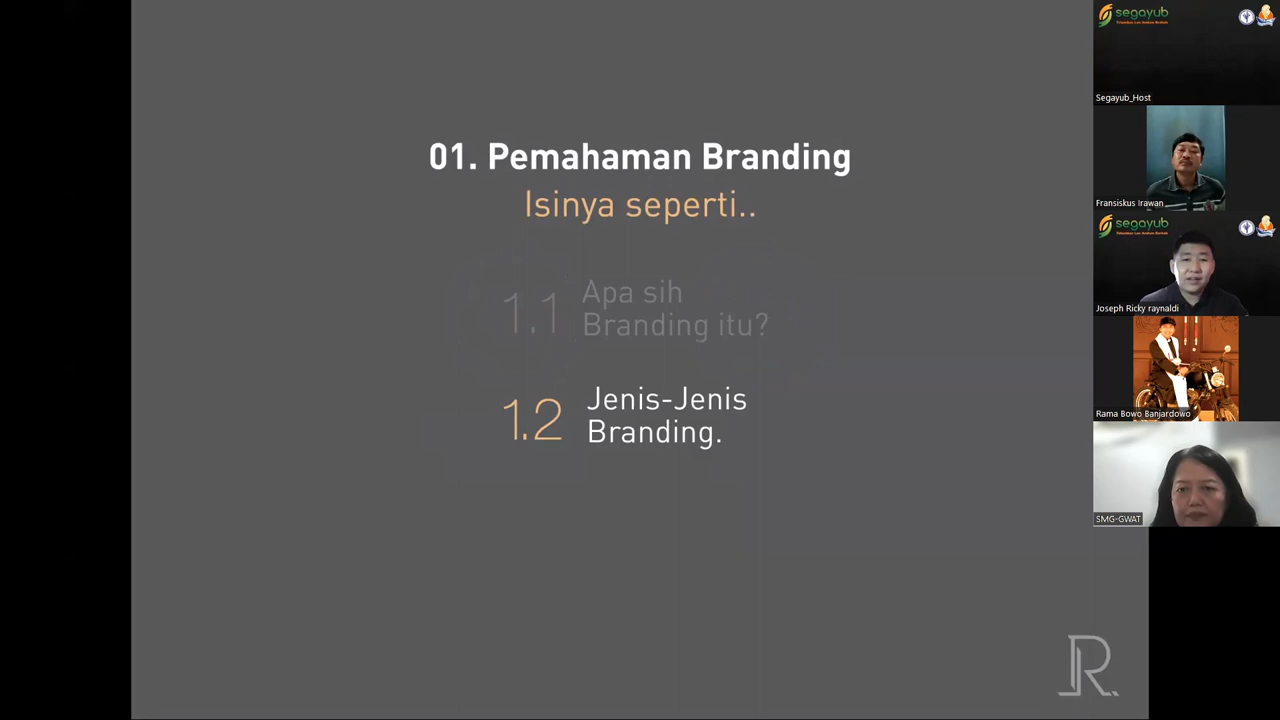 01. Pemahaman Branding
Isinya seperti..
1.1
Apa sih
Branding itu?
1.2
Jenis-Jenis
Branding.
R.
segayub
Segayub_Host
Fransiskus Irawan
segayub
Joseph Ricky raynaldi
Rama Bowo Banjardowo
SMG-GWAT